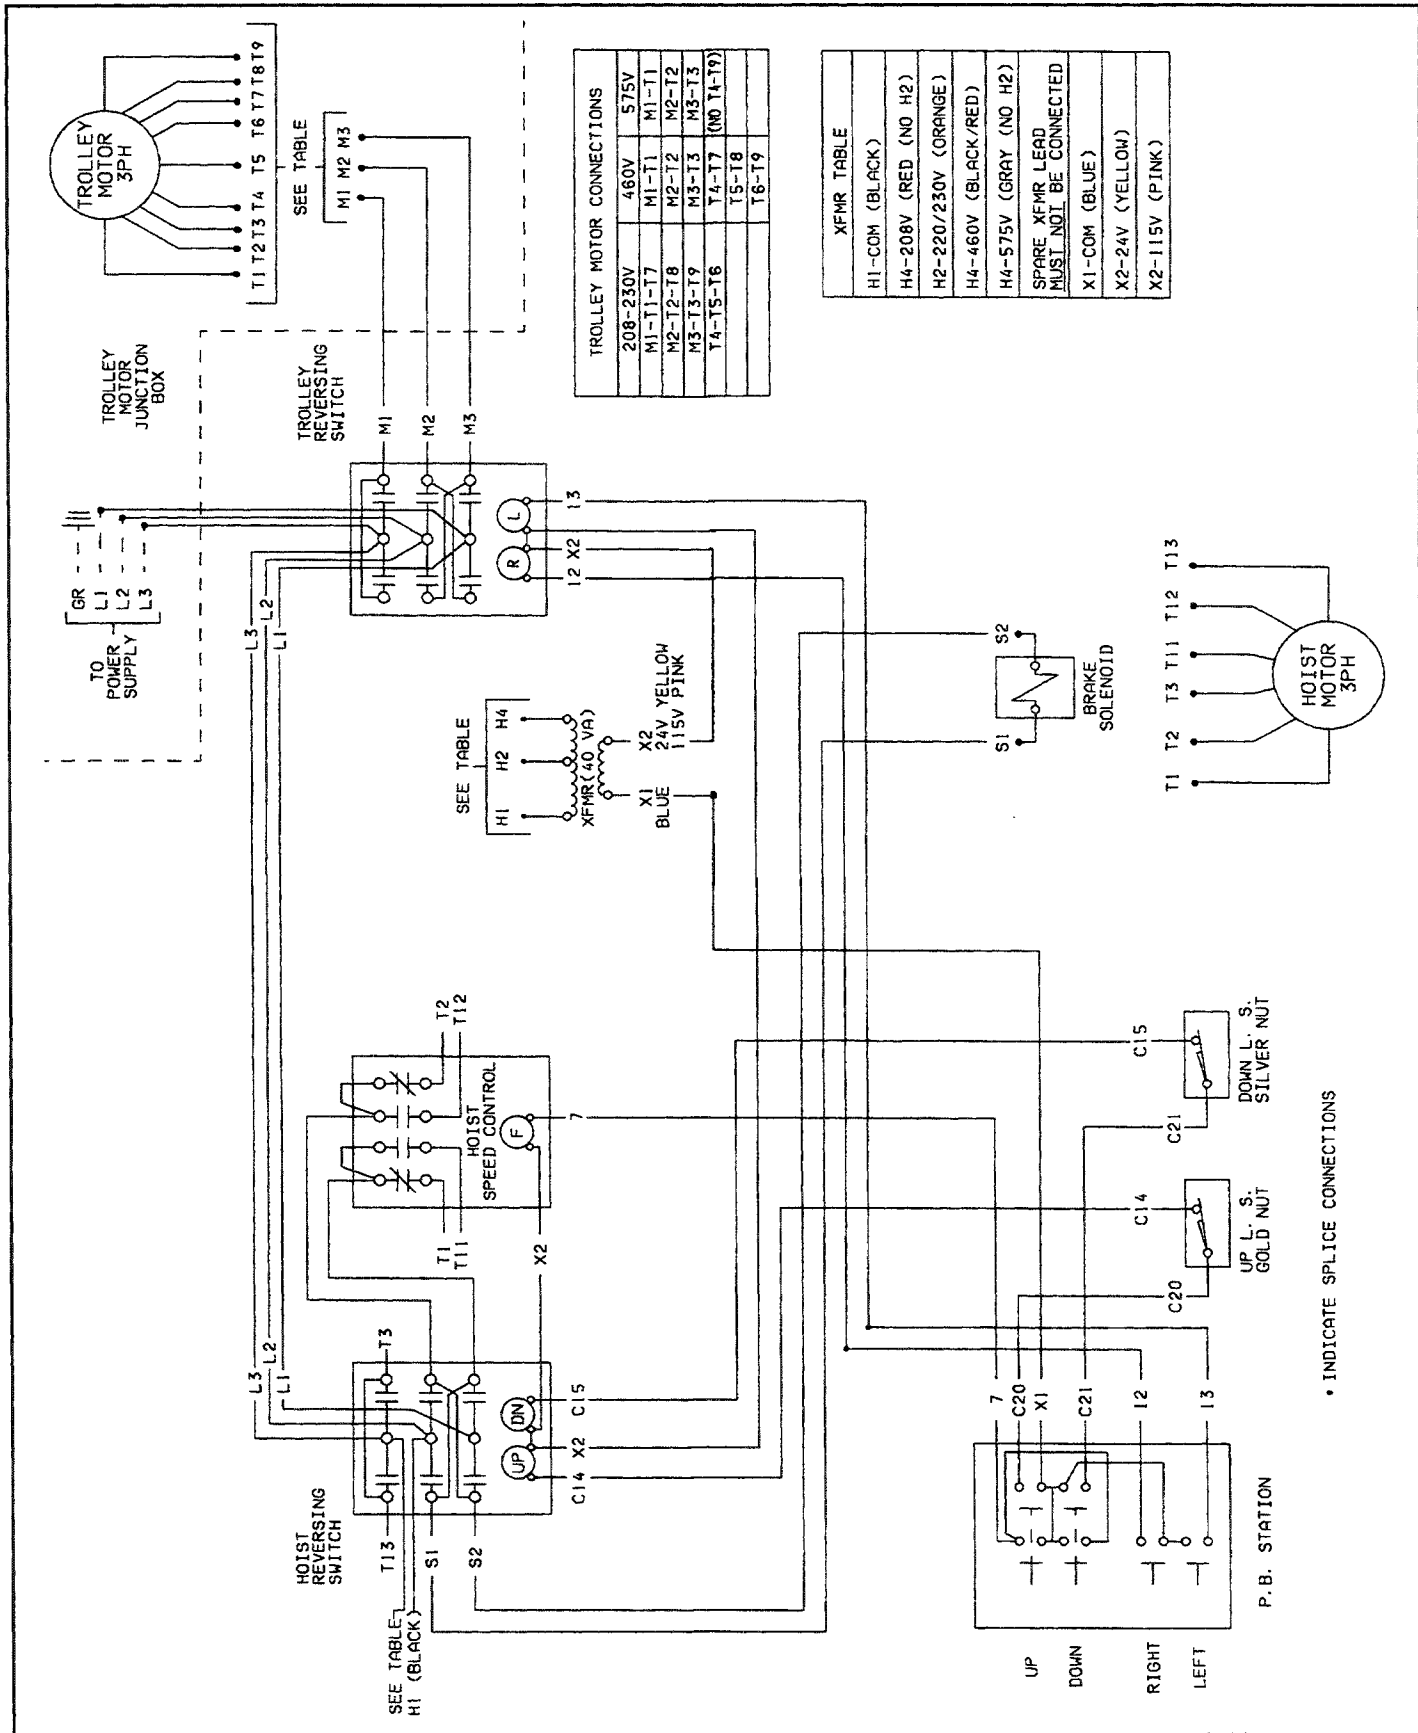 TROLLEY
MOTOR
3PH
T1 T2 T3 T4 T5 T6 T7 T8 T9
SEE TABLE
M1 M2 M3
TROLLEY
MOTOR
JUNCTION
BOX
TO
POWER
SUPPLY
GR
L1
L2
L3
TROLLEY
REVERSING
SWITCH
M1
M2
M3
L3
L2
L1
R
L
12
X2
13
TROLLEY MOTOR CONNECTIONS
208-230V 460V 575V
M1-T1-T7 M1-T1 M1-T1
M2-T2-T8 M2-T2 M2-T2
M3-T3-T9 M3-T3 M3-T3
T4-T5-T6 T4-T7 (NO T4-T9)
T5-T8
T6-T9
XFMR TABLE
H1-COM (BLACK)
H4-208V (RED (NO H2)
H2-220/230V (ORANGE)
H4-460V (BLACK/RED)
H4-575V (GRAY (NO H2)
SPARE XFMR LEAD
MUST NOT BE CONNECTED
X1-COM (BLUE)
X2-24V (YELLOW)
X2-115V (PINK)
SEE TABLE
H1 H2 H4
XFMR(40 VA)
X1
BLUE
X2
24V YELLOW
115V PINK
S1
S2
BRAKE
SOLENOID
T1 T2 T3 T11 T12 T13
HOIST
MOTOR
3PH
HOIST
SPEED CONTROL
F
T1
T11
T2
T12
X2
7
HOIST
REVERSING
SWITCH
L3
L2
L1
T13
T3
S1
S2
UP
DN
C14
X2
C15
SEE TABLE
H1 (BLACK)
C20
C14
UP L. S.
GOLD NUT
C21
C15
DOWN L. S.
SILVER NUT
7
C20
X1
C21
12
13
UP
DOWN
RIGHT
LEFT
P.B. STATION
• INDICATE SPLICE CONNECTIONS